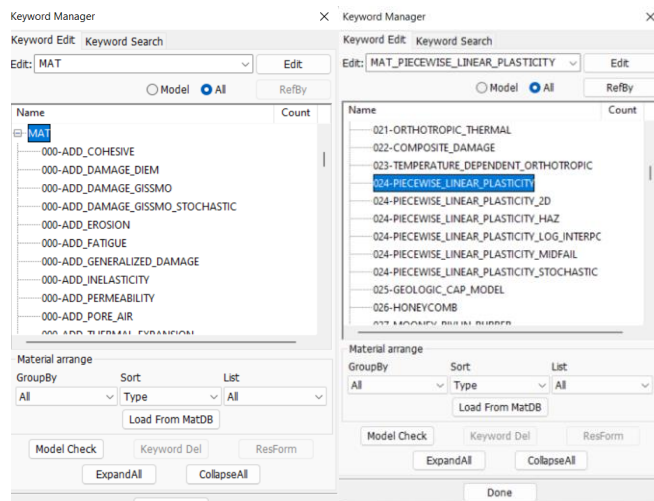 Keyword Manager
Keyword Edit Keyword Search
Edit: MAT Edit
Model All RefBy
Name Count
MAT
000-ADD_COHESIVE
000-ADD_DAMAGE_DIEM
000-ADD_DAMAGE_GISSMO
000-ADD_DAMAGE_GISSMO_STOCHASTIC
000-ADD_EROSION
000-ADD_FATIGUE
000-ADD_GENERALIZED_DAMAGE
000-ADD_INELASTICITY
000-ADD_PERMEABILITY
000-ADD_PORE_AIR
000-ADD_THERMAL_EXPANSION
Material arrange
GroupBy Sort List
All Type All
Load From MatDB
Model Check Keyword Del ResForm
ExpandAll CollapseAll
Keyword Manager
Keyword Edit Keyword Search
Edit: MAT_PIECEWISE_LINEAR_PLASTICITY Edit
Model All RefBy
Name Count
021-ORTHOTROPIC_THERMAL
022-COMPOSITE_DAMAGE
023-TEMPERATURE_DEPENDENT_ORTHOTROPIC
024-PIECEWISE_LINEAR_PLASTICITY
024-PIECEWISE_LINEAR_PLASTICITY_2D
024-PIECEWISE_LINEAR_PLASTICITY_HAZ
024-PIECEWISE_LINEAR_PLASTICITY_LOG_INTERPC
024-PIECEWISE_LINEAR_PLASTICITY_MIDFAIL
024-PIECEWISE_LINEAR_PLASTICITY_STOCHASTIC
025-GEOLOGIC_CAP_MODEL
026-HONEYCOMB
027-MOONEY-RIVLIN_RUBBER
Material arrange
GroupBy Sort List
All Type All
Load From MatDB
Model Check Keyword Del ResForm
ExpandAll CollapseAll
Done